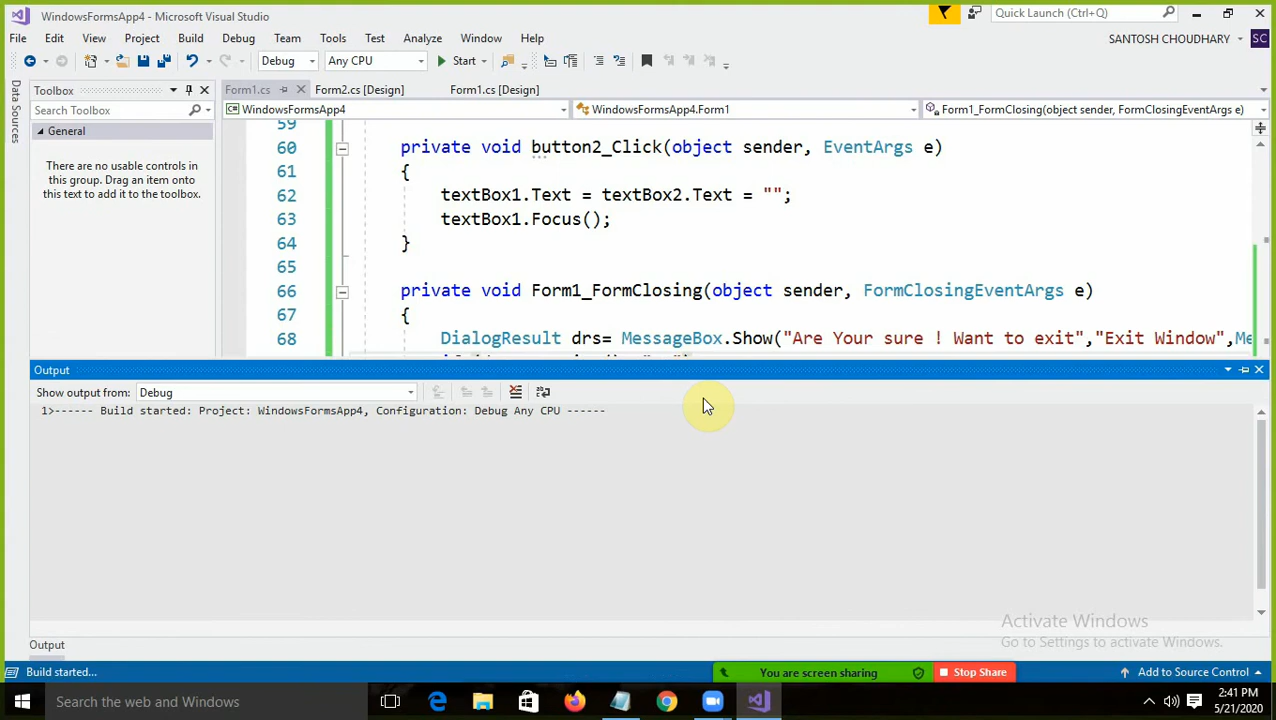 WindowsFormsApp4 - Microsoft Visual Studio
Quick Launch (Ctrl+Q)
File Edit View Project Build Debug Team Tools Test Analyze Window Help
SANTOSH CHOUDHARY SC
Debug Any CPU Start
Data Sources
Toolbox
Form1.cs Form2.cs [Design] Form1.cs [Design]
Search Toolbox
WindowsFormsApp4 WindowsFormsApp4.Form1 Form1_FormClosing(object sender, FormClosingEventArgs e)
General
There are no usable controls in
this group. Drag an item onto
this text to add it to the toolbox.
59
60 private void button2_Click(object sender, EventArgs e)
61 {
62 textBox1.Text = textBox2.Text = "";
63 textBox1.Focus();
64 }
65
66 private void Form1_FormClosing(object sender, FormClosingEventArgs e)
67 {
68 DialogResult drs= MessageBox.Show("Are Your sure ! Want to exit","Exit Window",Me
Output
Show output from: Debug
1>------ Build started: Project: WindowsFormsApp4, Configuration: Debug Any CPU ------
Activate Windows
Go to Settings to activate Windows.
Output
Build started...
You are screen sharing
Stop Share
Add to Source Control
Search the web and Windows
2:41 PM
5/21/2020